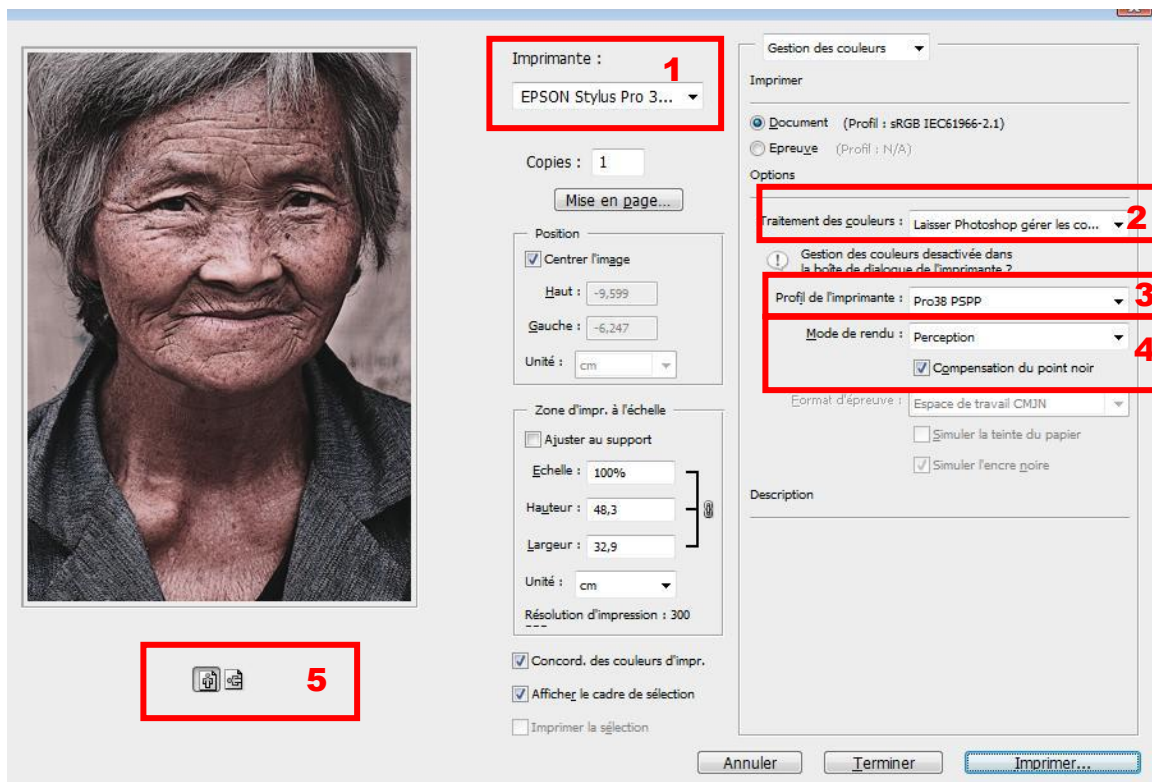 Imprimante :
1
EPSON Stylus Pro 3...
Copies : 1
Mise en page...
Position
Centrer l'image
Haut : -9,599
Gauche : -6,247
Unité : cm
Zone d'impr. à l'échelle
Ajuster au support
Echelle : 100%
Hauteur : 48,3
Largeur : 32,9
Unité : cm
Résolution d'impression : 300
Concord. des couleurs d'impr.
Afficher le cadre de sélection
Imprimer la sélection
Gestion des couleurs
Imprimer
Document (Profil : sRGB IEC61966-2.1)
Epreuve (Profil : N/A)
Options
Traitement des couleurs : Laisser Photoshop gérer les co... 2
Gestion des couleurs desactivée dans
la boîte de dialogue de l'imprimante ?
Profil de l'imprimante : Pro38 PSPP 3
Mode de rendu : Perception 4
Compensation du point noir
Format d'épreuve : Espace de travail CMJN
Simuler la teinte du papier
Simuler l'encre noire
Description
5
Annuler Terminer Imprimer...